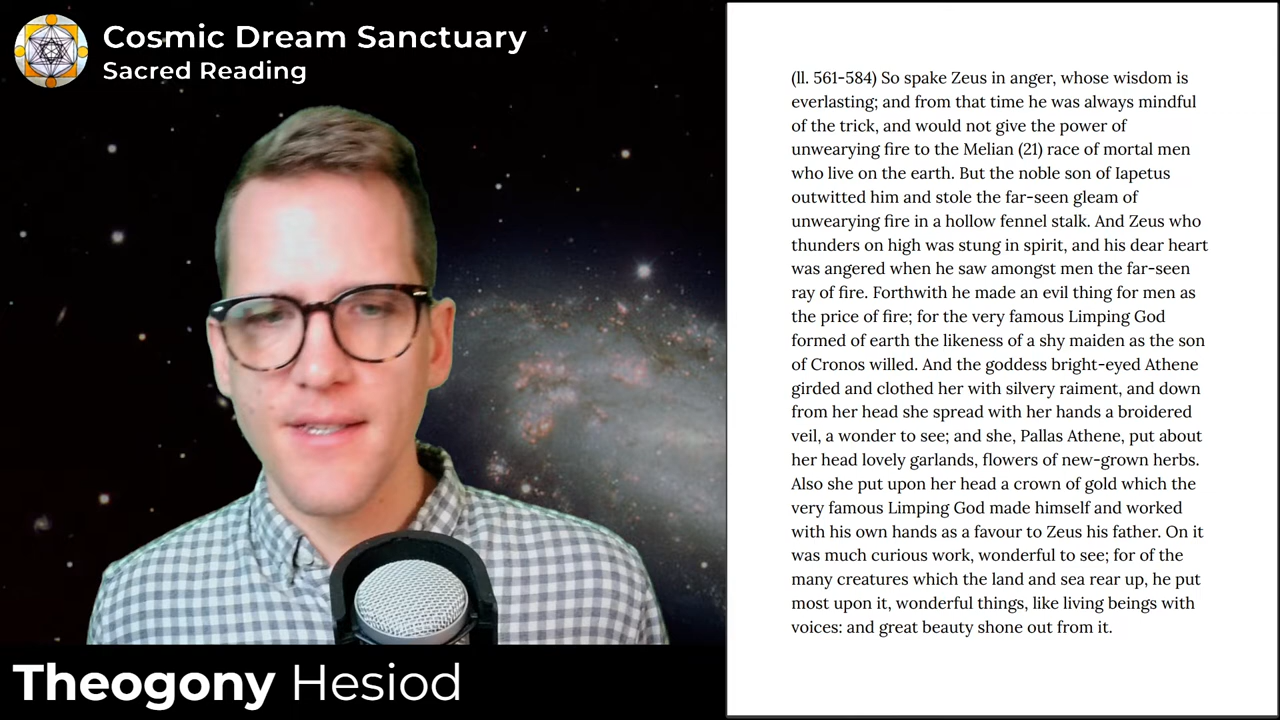 Cosmic Dream Sanctuary
Sacred Reading
(ll. 561-584) So spake Zeus in anger, whose wisdom is
everlasting; and from that time he was always mindful
of the trick, and would not give the power of
unwearying fire to the Melian (21) race of mortal men
who live on the earth. But the noble son of Iapetus
outwitted him and stole the far-seen gleam of
unwearying fire in a hollow fennel stalk. And Zeus who
thunders on high was stung in spirit, and his dear heart
was angered when he saw amongst men the far-seen
ray of fire. Forthwith he made an evil thing for men as
the price of fire; for the very famous Limping God
formed of earth the likeness of a shy maiden as the son
of Cronos willed. And the goddess bright-eyed Athene
girded and clothed her with silvery raiment, and down
from her head she spread with her hands a broidered
veil, a wonder to see; and she, Pallas Athene, put about
her head lovely garlands, flowers of new-grown herbs.
Also she put upon her head a crown of gold which the
very famous Limping God made himself and worked
with his own hands as a favour to Zeus his father. On it
was much curious work, wonderful to see; for of the
many creatures which the land and sea rear up, he put
most upon it, wonderful things, like living beings with
voices: and great beauty shone out from it.
Theogony Hesiod